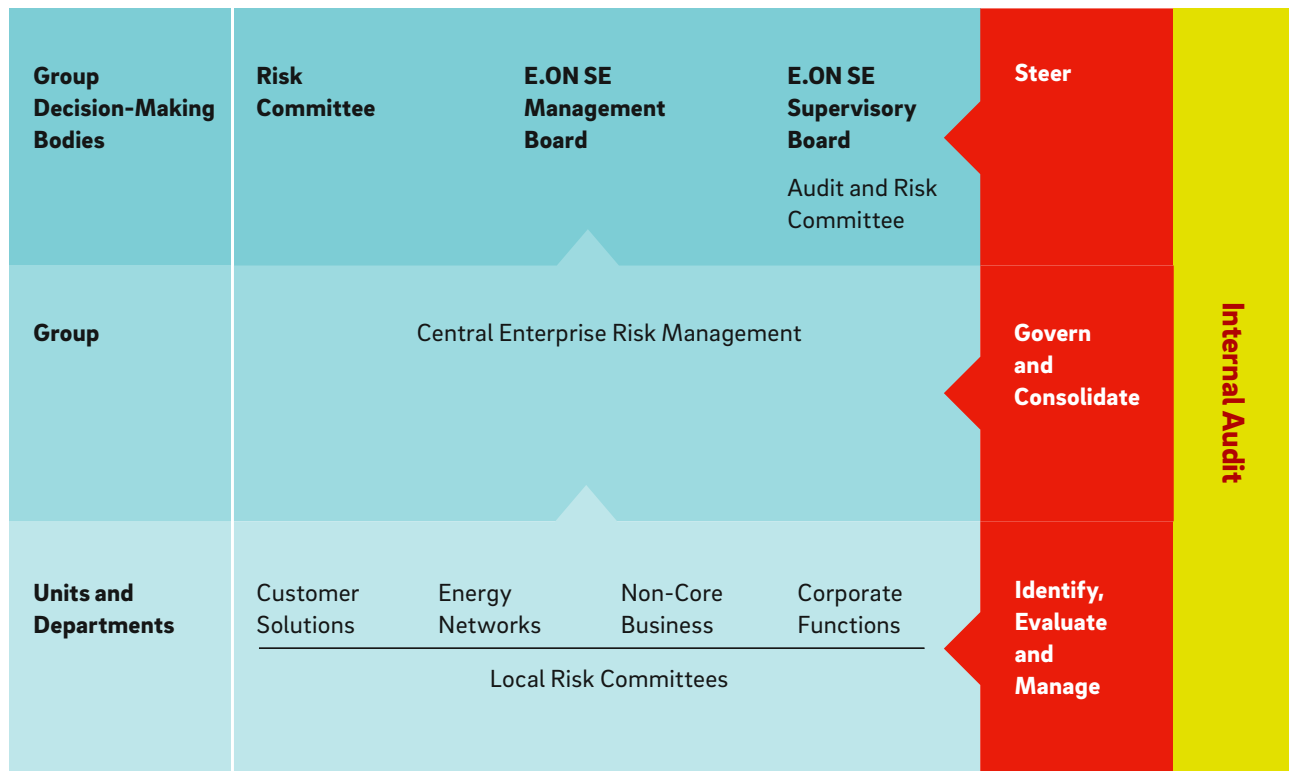 Group
Decision-Making
Bodies
Risk
Committee
E.ON SE
Management
Board
E.ON SE
Supervisory
Board
Audit and Risk
Committee
Steer
Group
Central Enterprise Risk Management
Govern
and
Consolidate
Units and
Departments
Customer
Solutions
Energy
Networks
Non-Core
Business
Corporate
Functions
Local Risk Committees
Identify,
Evaluate
and
Manage
Internal Audit